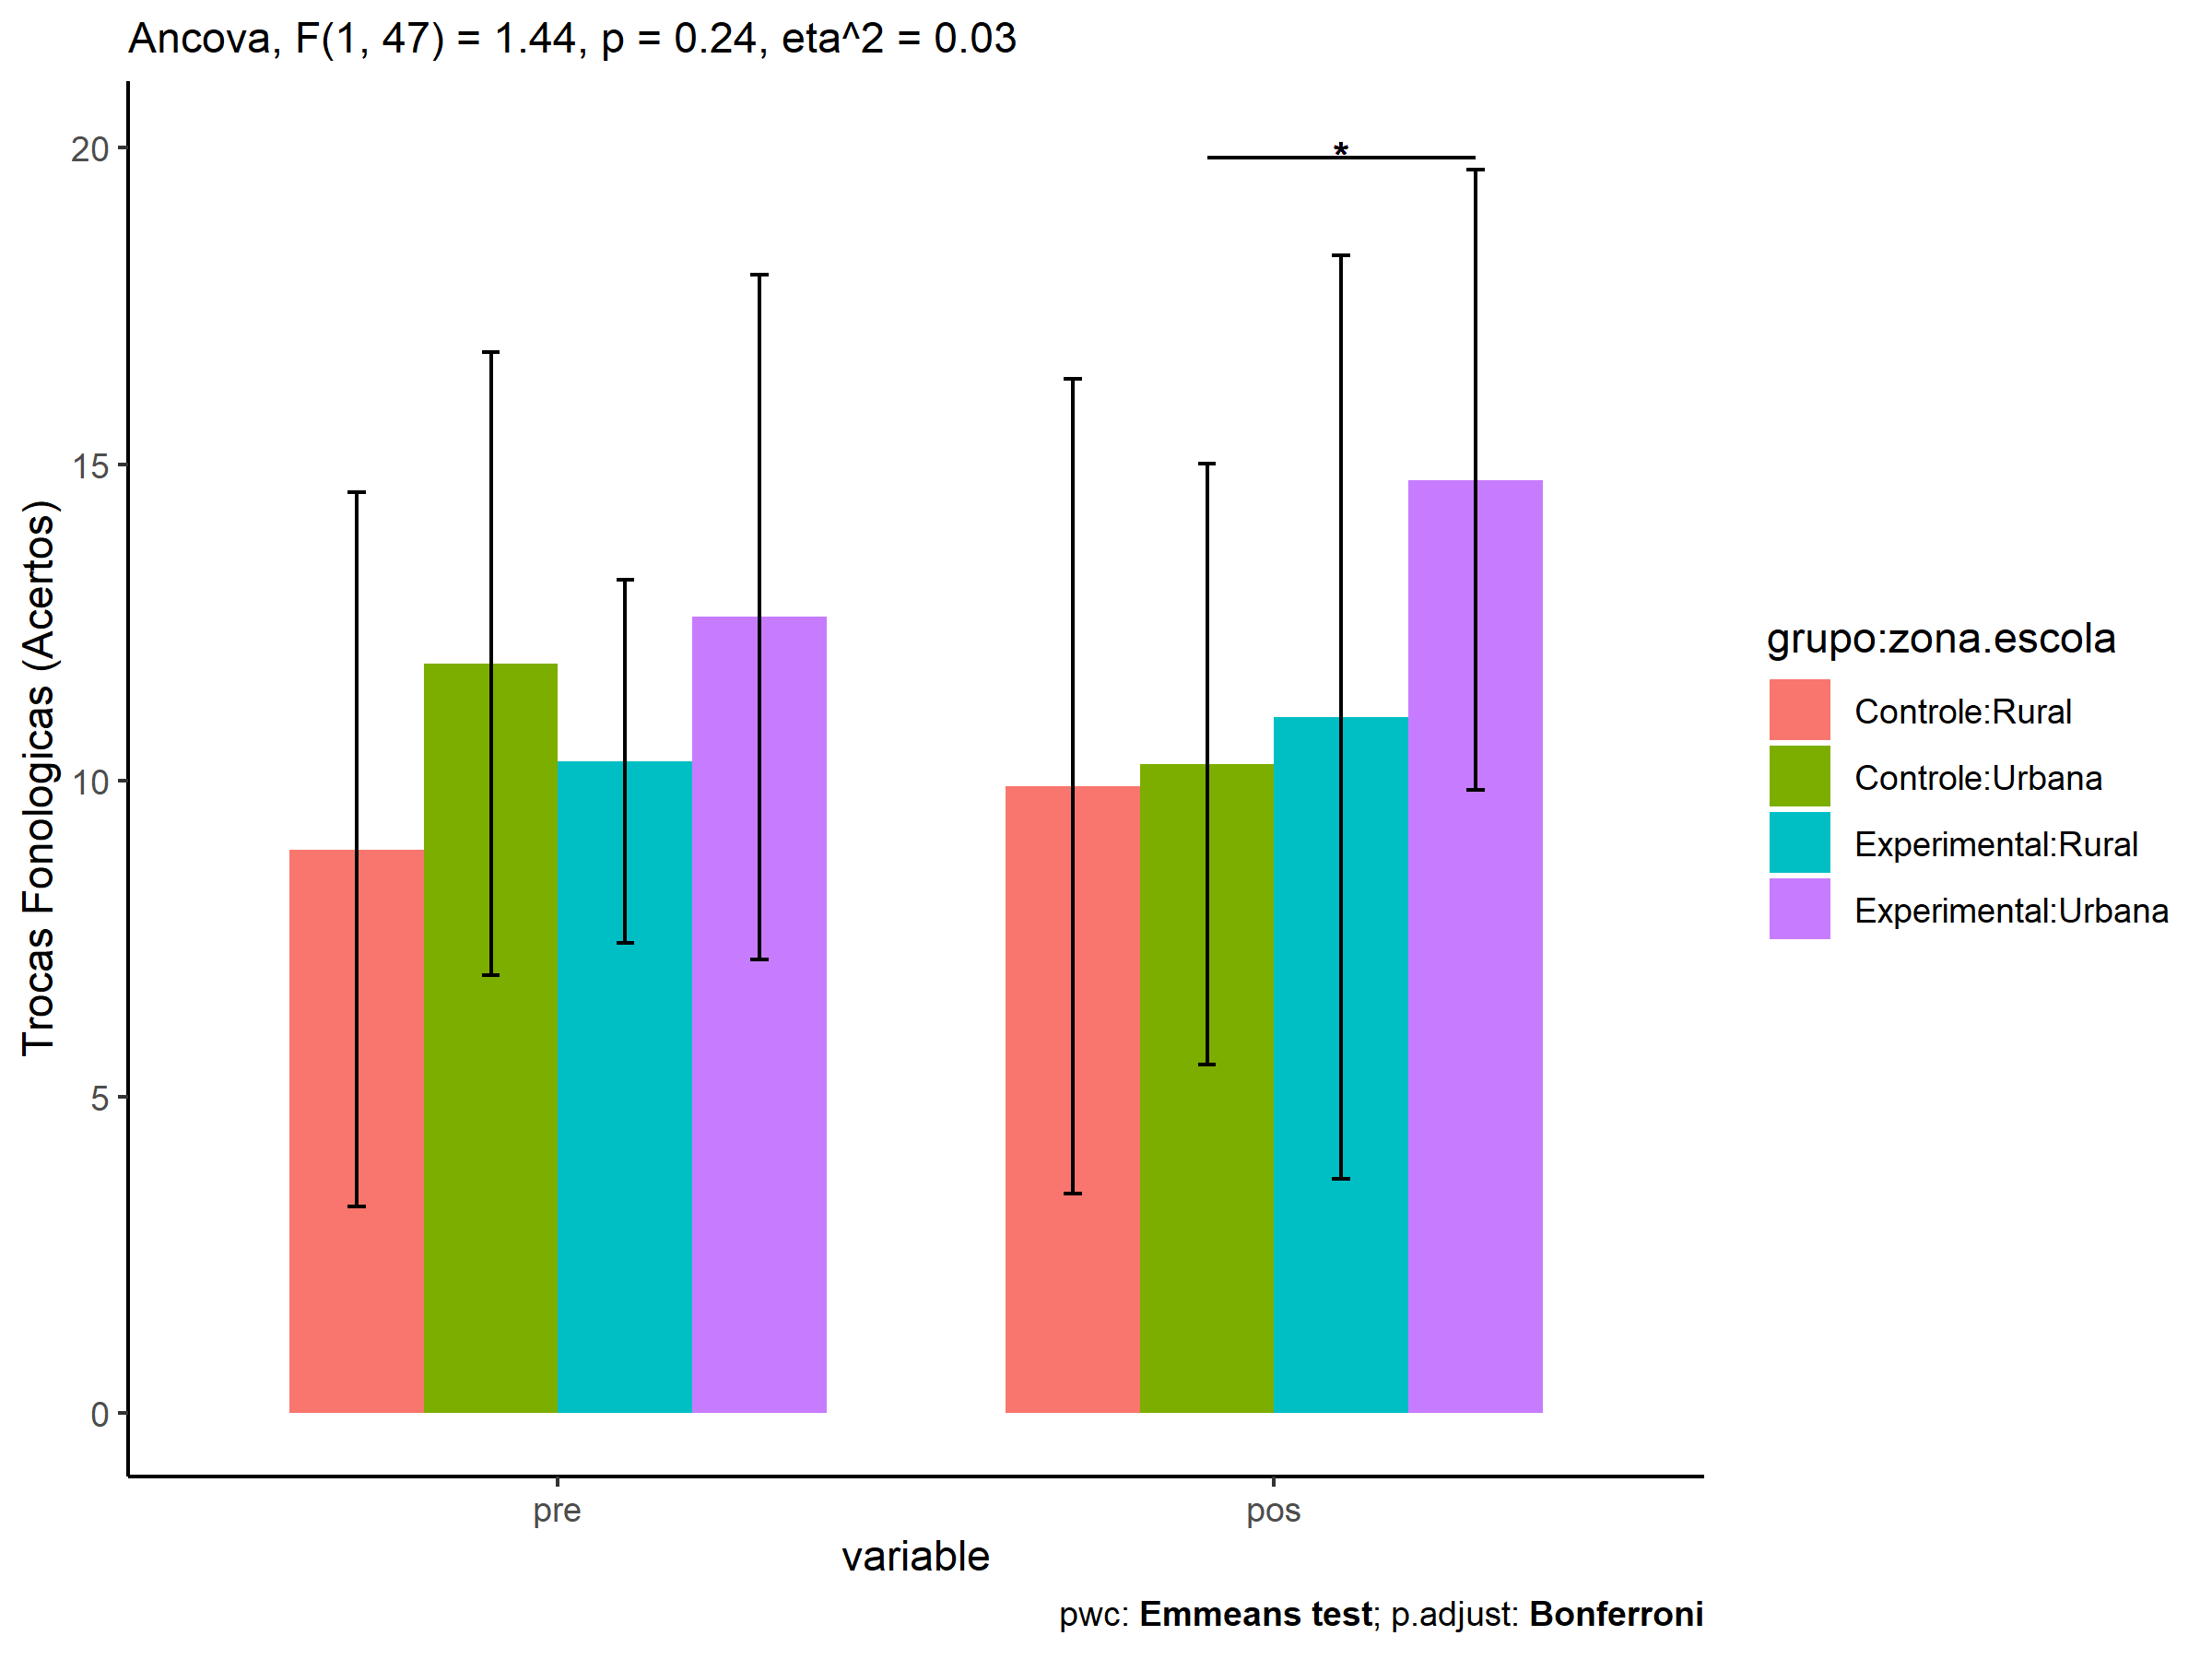 Ancova, F(1, 47) = 1.44, p = 0.24, eta^2 = 0.03
Trocas Fonologicas (Acertos)
20
15
10
5
0
*
pre
pos
variable
grupo:zona.escola
Controle:Rural
Controle:Urbana
Experimental:Rural
Experimental:Urbana
pwc: Emmeans test; p.adjust: Bonferroni